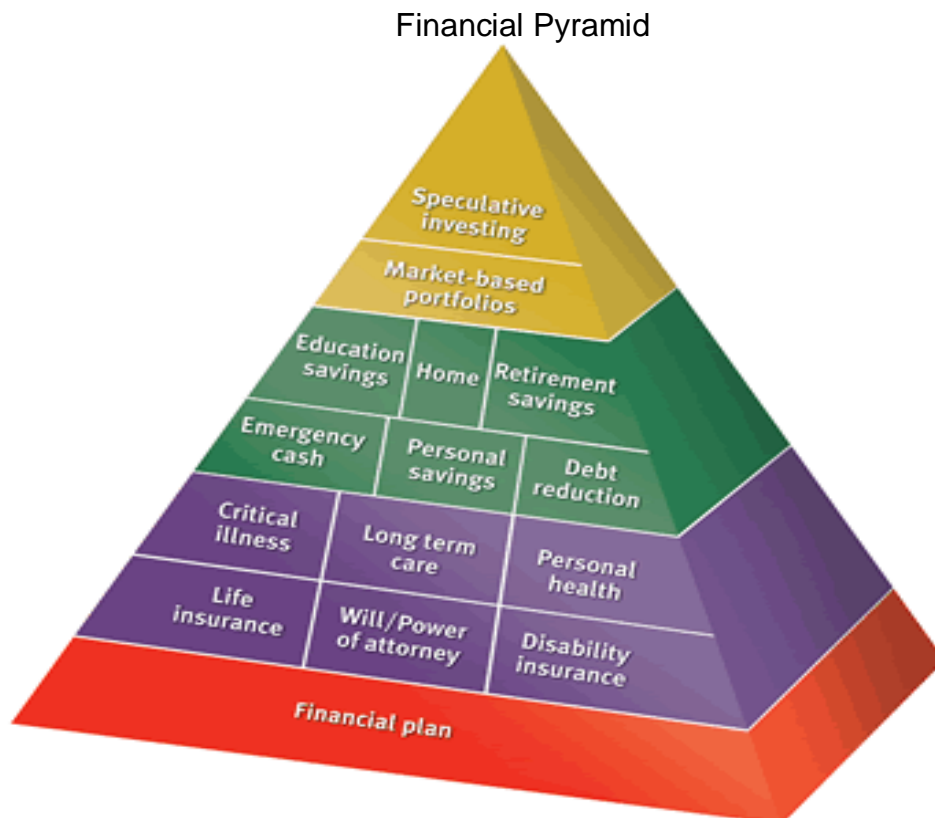 Financial Pyramid
Speculative
investing
Market-based
portfolios
Education
savings
Home
Retirement
savings
Emergency
cash
Personal
savings
Debt
reduction
Critical
illness
Long term
care
Personal
health
Life
insurance
Will/Power
of attorney
Disability
insurance
Financial plan